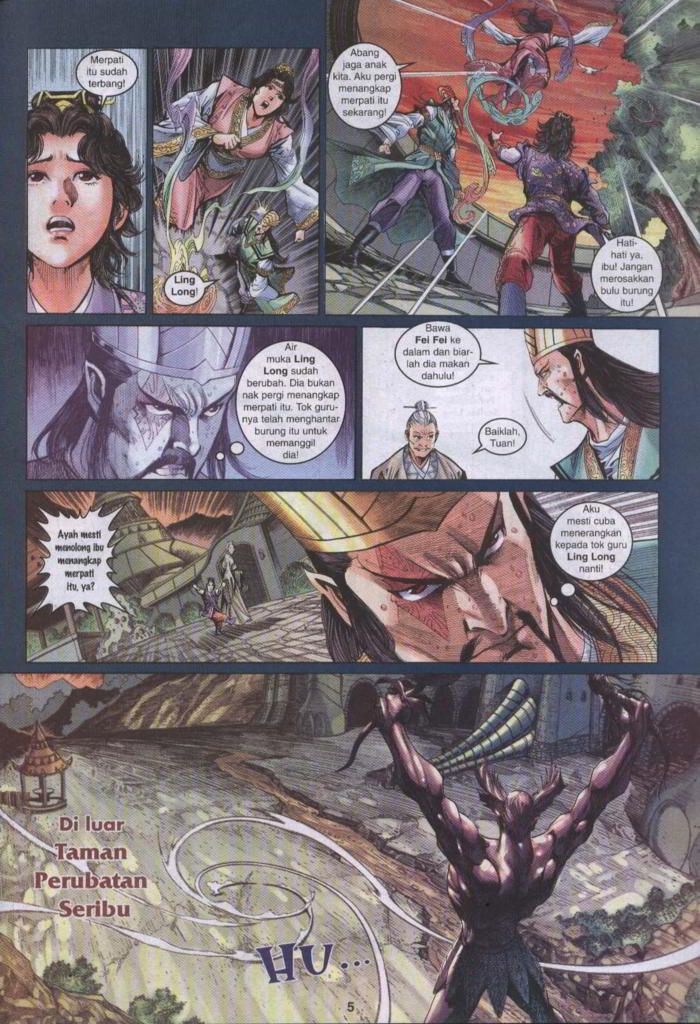 Merpati
itu sudah
terbang!
Ling
Long!
Abang
jaga anak
kita. Aku pergi
menangkap
merpati itu
sekarang!
Hati-
hati ya,
ibu! Jangan
merosakkan
bulu burung
itu!
Air
muka Ling
Long sudah
berubah. Dia bukan
nak pergi menangkap
merpati itu. Tok guru-
nya telah menghantar
burung itu untuk
memanggil
dia!
Bawa
Fei Fei ke
dalam dan biar-
lah dia makan
dahulu!
Baiklah,
Tuan!
Ayah mesti
menolong ibu
menangkap
merpati
itu, ya?
Aku
mesti cuba
menerangkan
kepada tok guru
Ling Long
nanti!
Di luar
Taman
Perubatan
Seribu
HU...
5